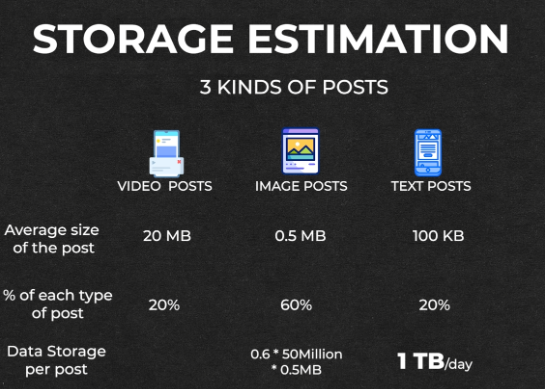 STORAGE ESTIMATION
3 KINDS OF POSTS
VIDEO POSTS
IMAGE POSTS
TEXT POSTS
Average size
of the post
20 MB
0.5 MB
100 KB
% of each type
of post
20%
60%
20%
Data Storage
per post
0.6 * 50Million
* 0.5MB
1 TB/day